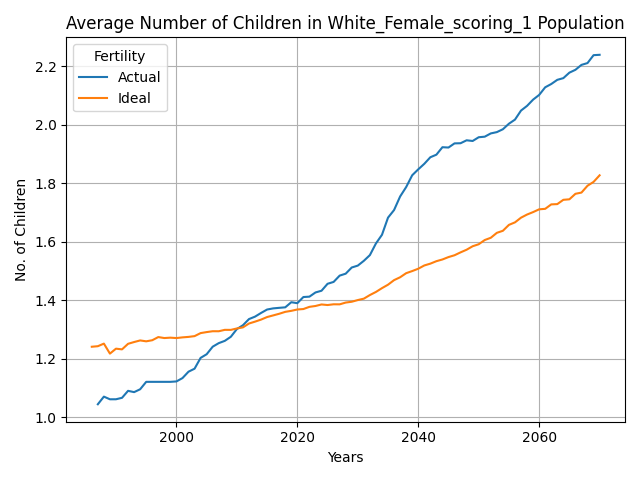 Average Number of Children in White_Female_scoring_1 Population
Fertility
Actual
Ideal
No. of Children
2.2
2.0
1.8
1.6
1.4
1.2
1.0
2000
2020
2040
2060
Years